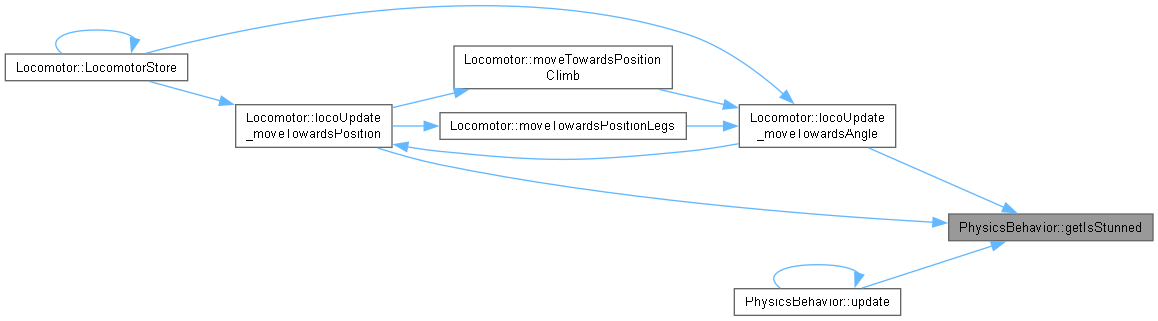 Locomotor::LocomotorStore
Locomotor::locoUpdate
_moveTowardsPosition
Locomotor::moveTowardsPosition
Climb
Locomotor::moveTowardsPositionLegs
Locomotor::locoUpdate
_moveTowardsAngle
PhysicsBehavior::getIsStunned
PhysicsBehavior::update